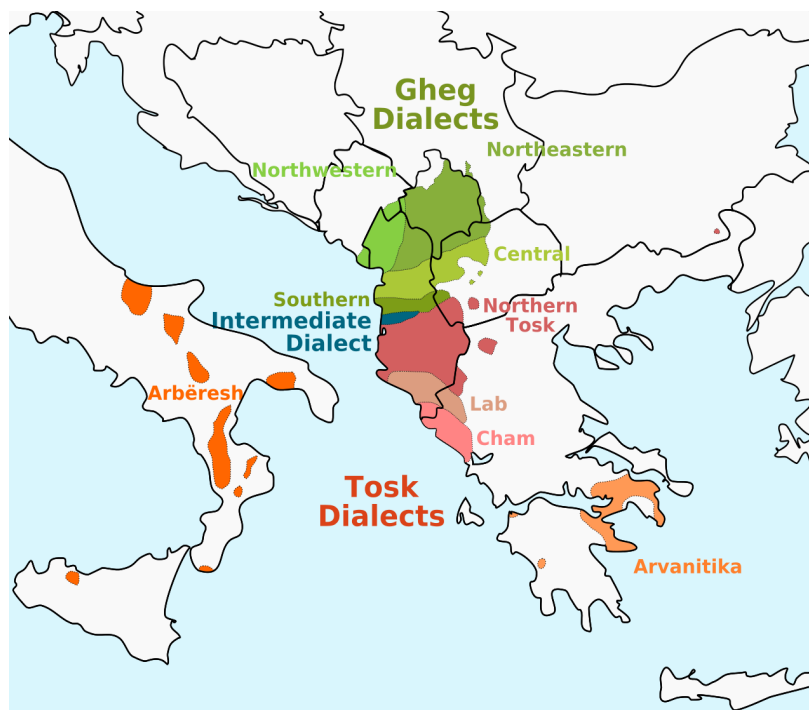 Gheg
Dialects
Northeastern
Northwestern
Central
Southern
Intermediate
Dialect
Northern
Tosk
Arbëresh
Lab
Cham
Tosk
Dialects
Arvanitika